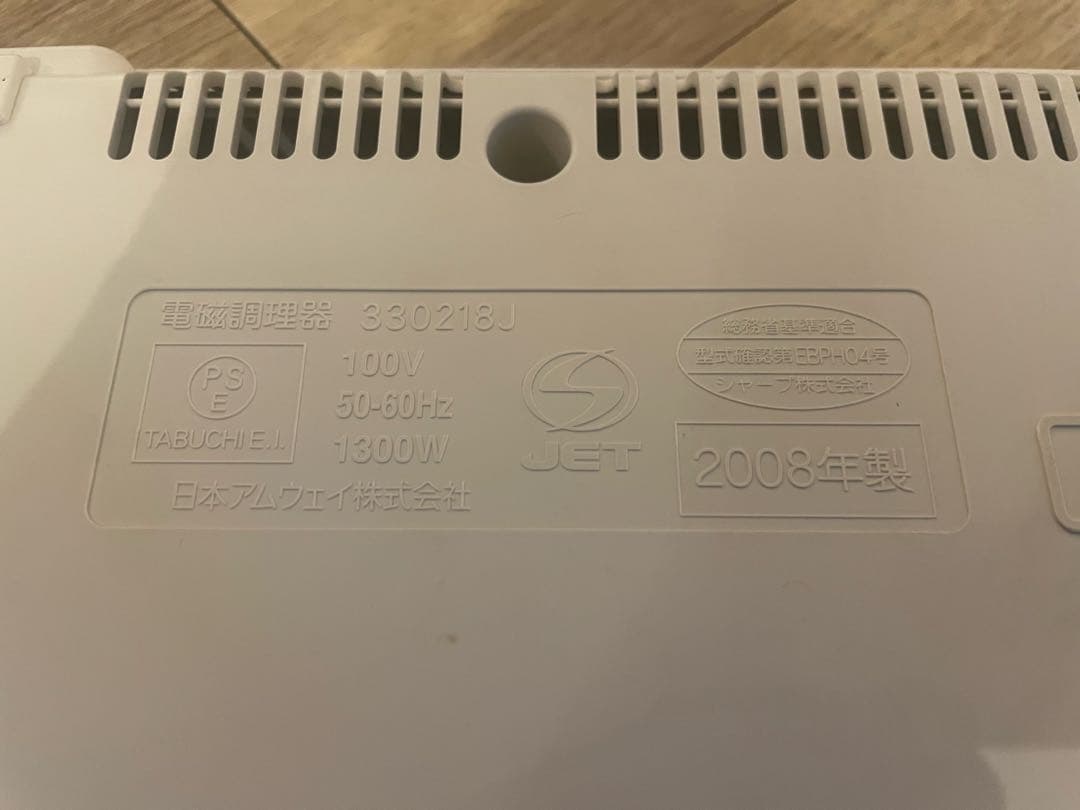 電磁調理器 330218J
PS
E
TABUCHI E.I.
100V
50-60Hz
1300W
日本アムウェイ株式会社
S
JET
総務省基準適合
型式確認第EBPH04号
シャープ株式会社
2008年製